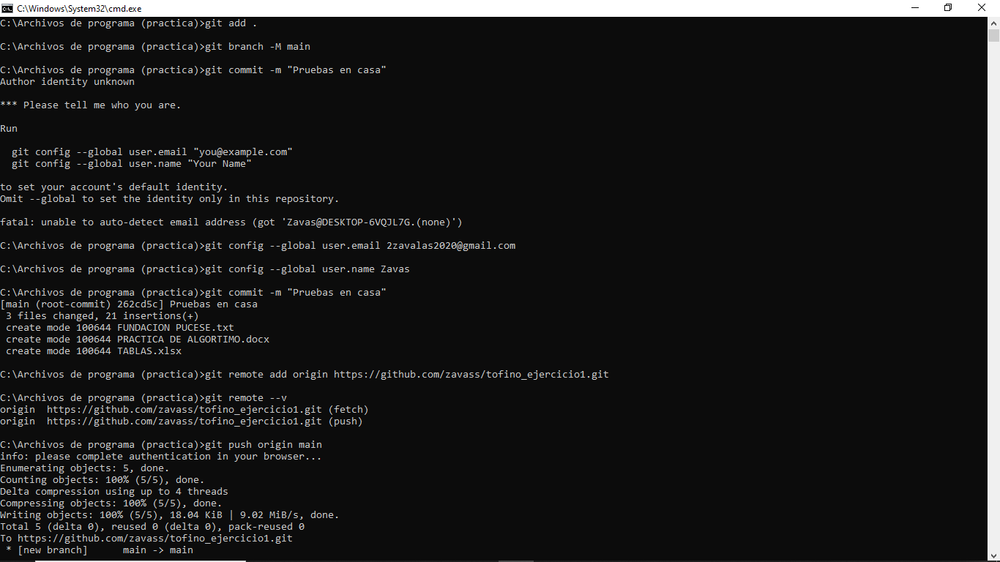 C:\Windows\System32\cmd.exe
C:\Archivos de programa (practica)>git add .
C:\Archivos de programa (practica)>git branch -M main
C:\Archivos de programa (practica)>git commit -m "Pruebas en casa"
Author identity unknown
*** Please tell me who you are.
Run
  git config --global user.email "you@example.com"
  git config --global user.name "Your Name"
to set your account's default identity.
Omit --global to set the identity only in this repository.
fatal: unable to auto-detect email address (got 'Zavas@DESKTOP-6VQJL7G.(none)')
C:\Archivos de programa (practica)>git config --global user.email 2zavalas2020@gmail.com
C:\Archivos de programa (practica)>git config --global user.name Zavas
C:\Archivos de programa (practica)>git commit -m "Pruebas en casa"
[main (root-commit) 262cd5c] Pruebas en casa
 3 files changed, 21 insertions(+)
 create mode 100644 FUNDACION PUCESE.txt
 create mode 100644 PRACTICA DE ALGORTIMO.docx
 create mode 100644 TABLAS.xlsx
C:\Archivos de programa (practica)>git remote add origin https://github.com/zavass/tofino_ejercicio1.git
C:\Archivos de programa (practica)>git remote --v
origin  https://github.com/zavass/tofino_ejercicio1.git (fetch)
origin  https://github.com/zavass/tofino_ejercicio1.git (push)
C:\Archivos de programa (practica)>git push origin main
info: please complete authentication in your browser...
Enumerating objects: 5, done.
Counting objects: 100% (5/5), done.
Delta compression using up to 4 threads
Compressing objects: 100% (5/5), done.
Writing objects: 100% (5/5), 18.04 KiB | 9.02 MiB/s, done.
Total 5 (delta 0), reused 0 (delta 0), pack-reused 0
To https://github.com/zavass/tofino_ejercicio1.git
 * [new branch]      main -> main